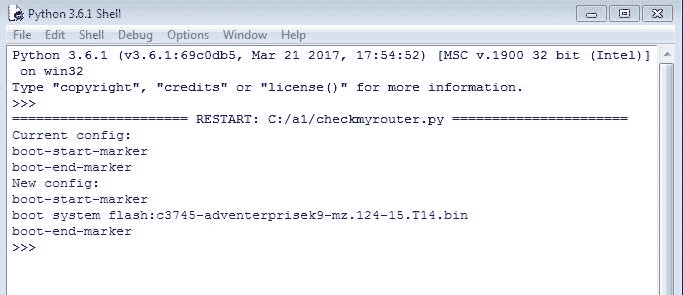 Python 3.6.1 Shell
File Edit Shell Debug Options Window Help
Python 3.6.1 (v3.6.1:69c0db5, Mar 21 2017, 17:54:52) [MSC v.1900 32 bit (Intel)]
on win32
Type "copyright", "credits" or "license()" for more information.
>>>
====================== RESTART: C:/a1/checkmyrouter.py ======================
Current config:
boot-start-marker
boot-end-marker
New config:
boot-start-marker
boot system flash:c3745-adventerprisek9-mz.124-15.T14.bin
boot-end-marker
>>>